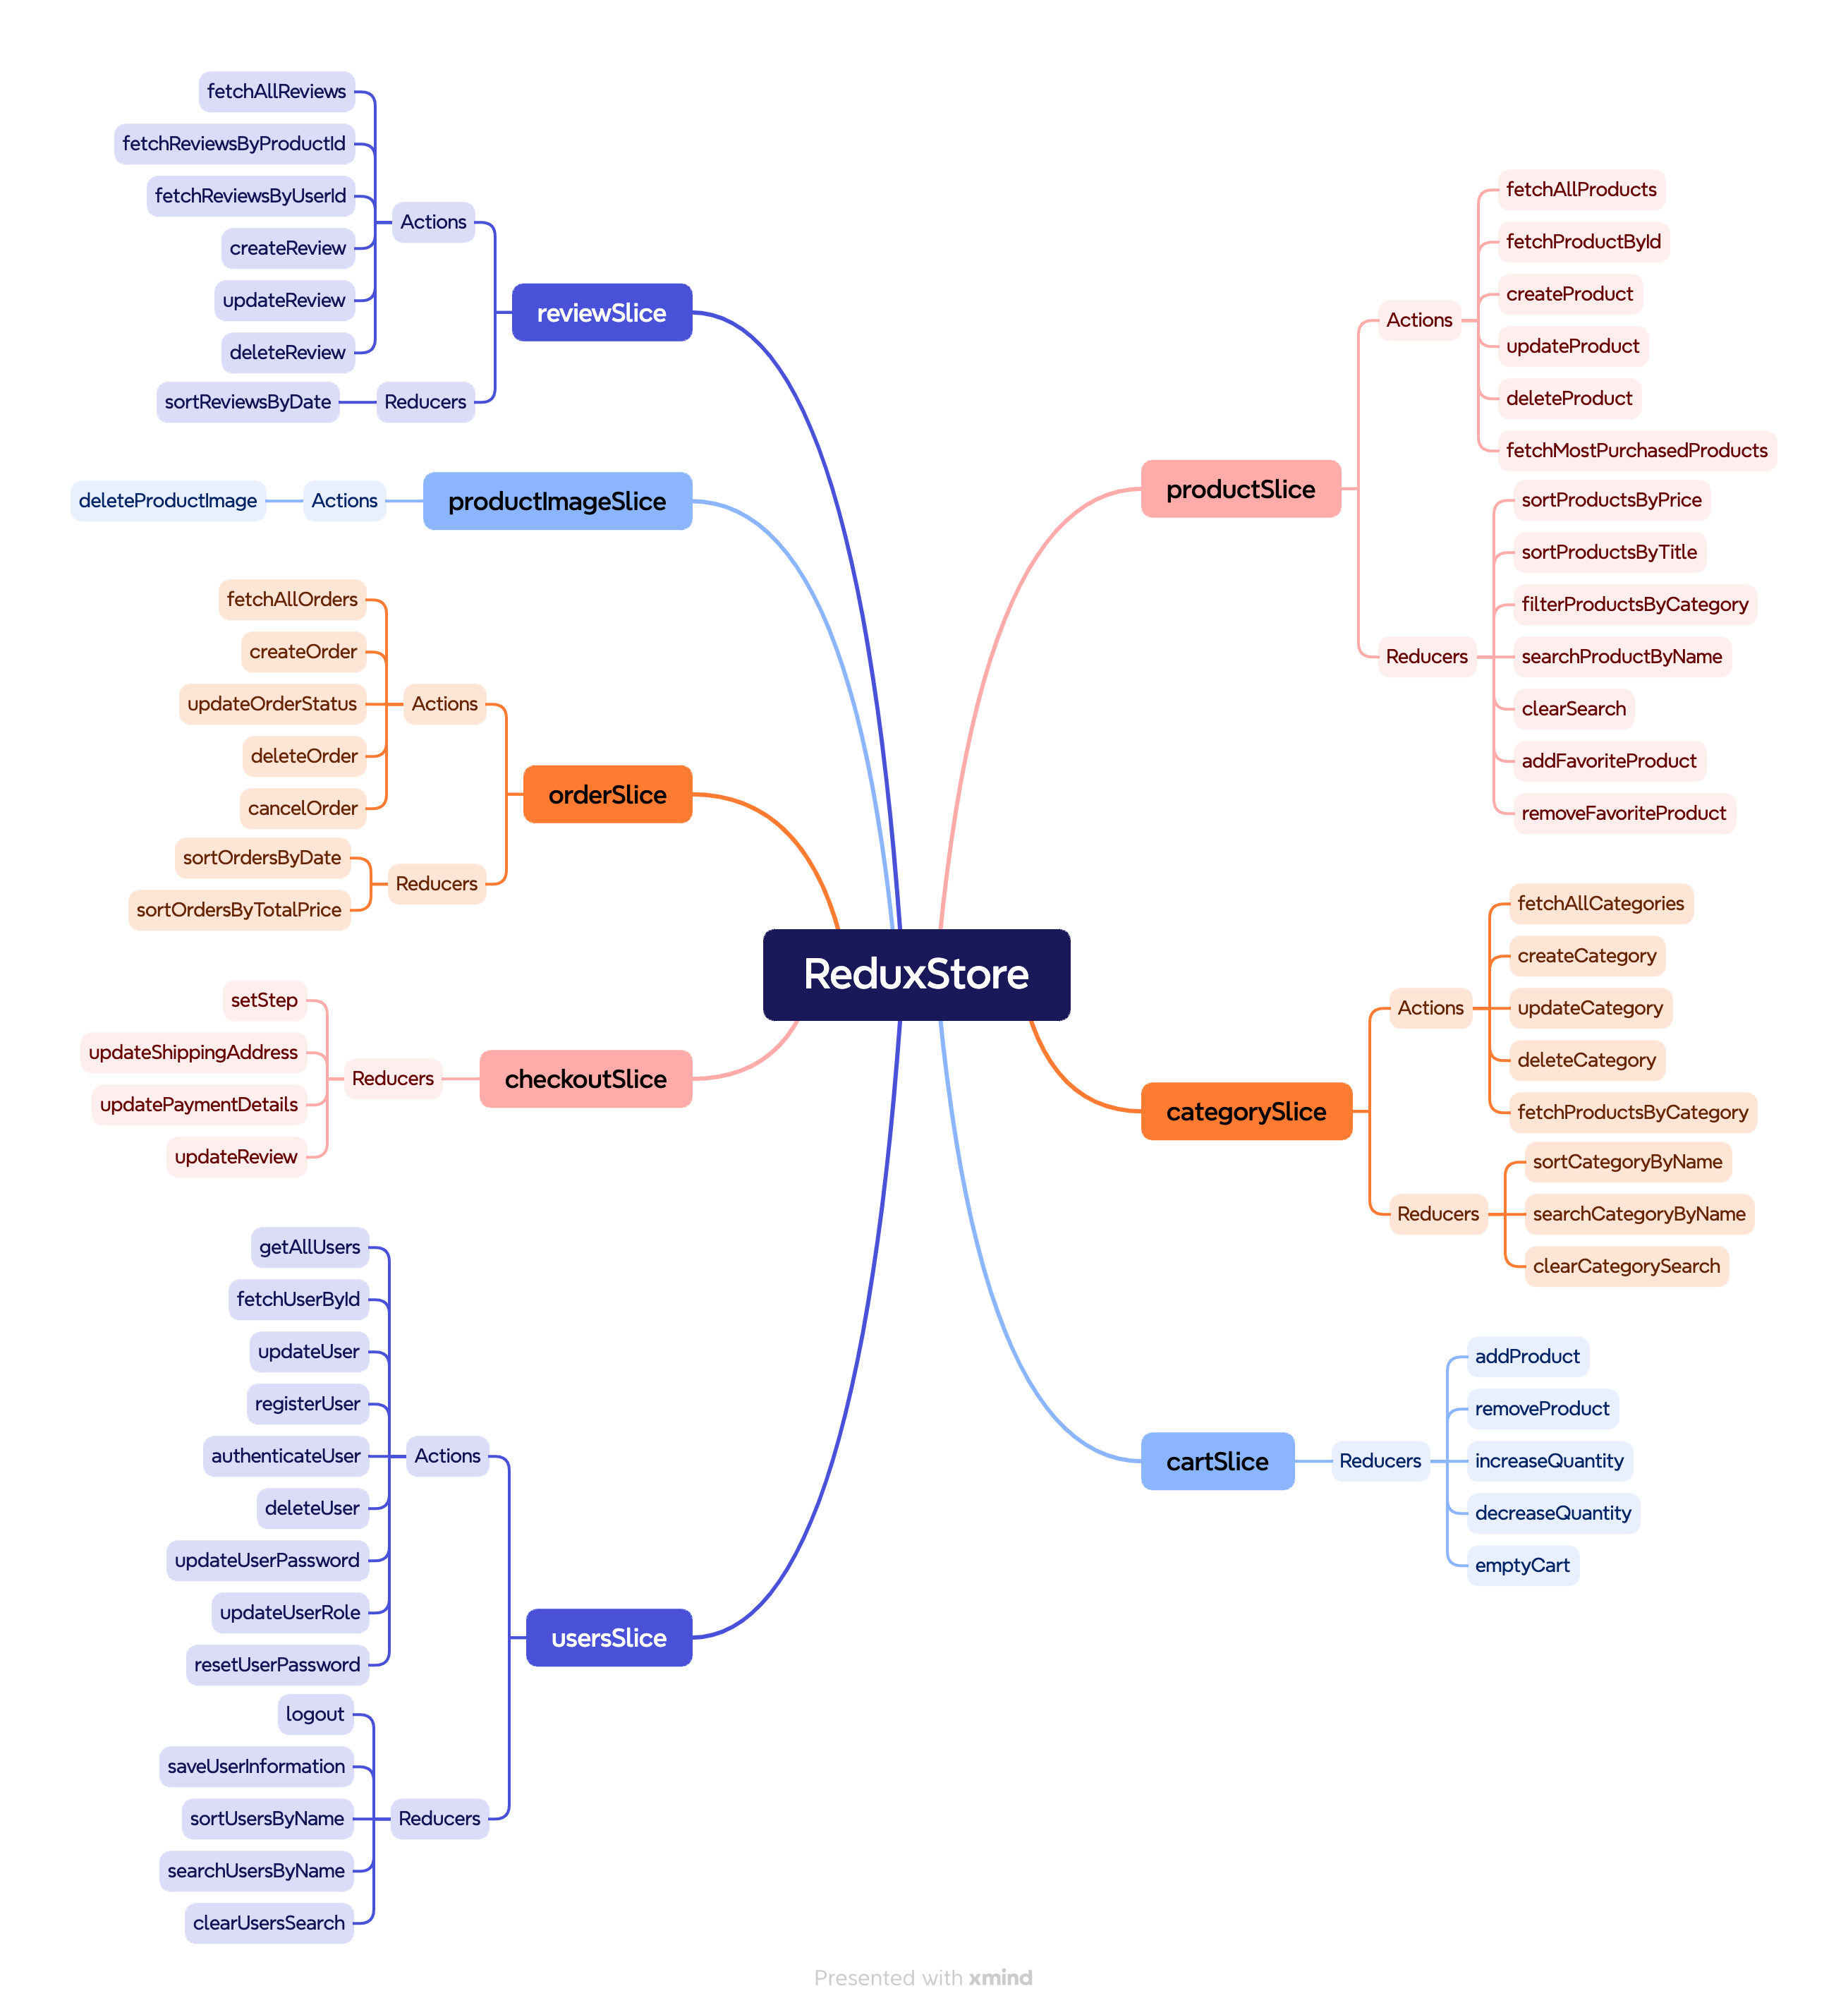 ReduxStore
reviewSlice
Actions
fetchAllReviews
fetchReviewsByProductId
fetchReviewsByUserId
createReview
updateReview
deleteReview
Reducers
sortReviewsByDate
productImageSlice
Actions
deleteProductImage
orderSlice
Actions
fetchAllOrders
createOrder
updateOrderStatus
deleteOrder
cancelOrder
Reducers
sortOrdersByDate
sortOrdersByTotalPrice
checkoutSlice
Reducers
setStep
updateShippingAddress
updatePaymentDetails
updateReview
usersSlice
Actions
getAllUsers
fetchUserById
updateUser
registerUser
authenticateUser
deleteUser
updateUserPassword
updateUserRole
resetUserPassword
Reducers
logout
saveUserInformation
sortUsersByName
searchUsersByName
clearUsersSearch
productSlice
Actions
fetchAllProducts
fetchProductById
createProduct
updateProduct
deleteProduct
fetchMostPurchasedProducts
Reducers
sortProductsByPrice
sortProductsByTitle
filterProductsByCategory
searchProductByName
clearSearch
addFavoriteProduct
removeFavoriteProduct
categorySlice
Actions
fetchAllCategories
createCategory
updateCategory
deleteCategory
fetchProductsByCategory
Reducers
sortCategoryByName
searchCategoryByName
clearCategorySearch
cartSlice
Reducers
addProduct
removeProduct
increaseQuantity
decreaseQuantity
emptyCart
Presented with xmind